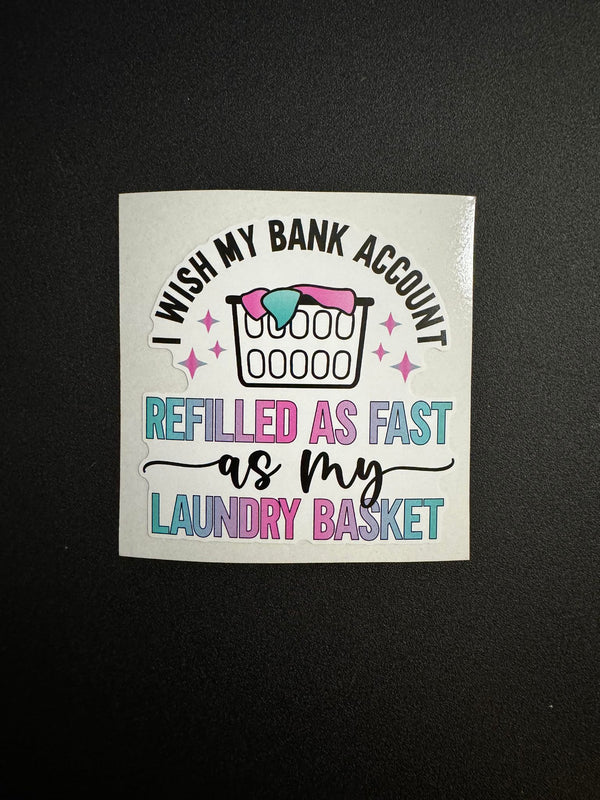 I WISH MY BANK ACCOUNT
REFILLED AS FAST
as my
LAUNDRY BASKET